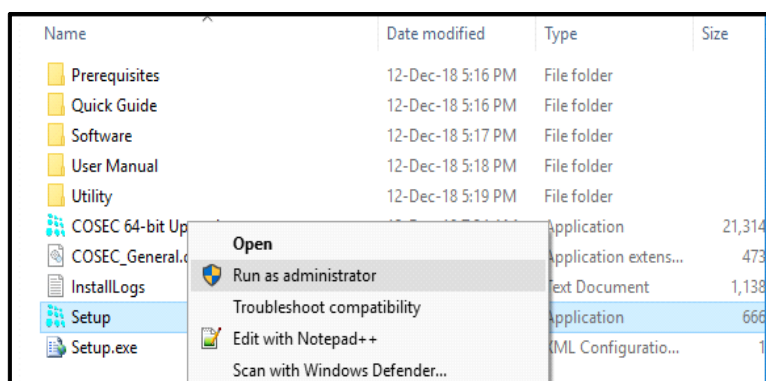 Name Date modified Type Size
Prerequisites 12-Dec-18 5:16 PM File folder
Quick Guide 12-Dec-18 5:16 PM File folder
Software 12-Dec-18 5:17 PM File folder
User Manual 12-Dec-18 5:18 PM File folder
Utility 12-Dec-18 5:19 PM File folder
COSEC 64-bit Application 21,314
Open
COSEC_General. Application extens... 473
Run as administrator
InstallLogs Text Document 1,138
Troubleshoot compatibility
Setup Application 666
Edit with Notepad++
Setup.exe XML Configuratio... 1
Scan with Windows Defender...